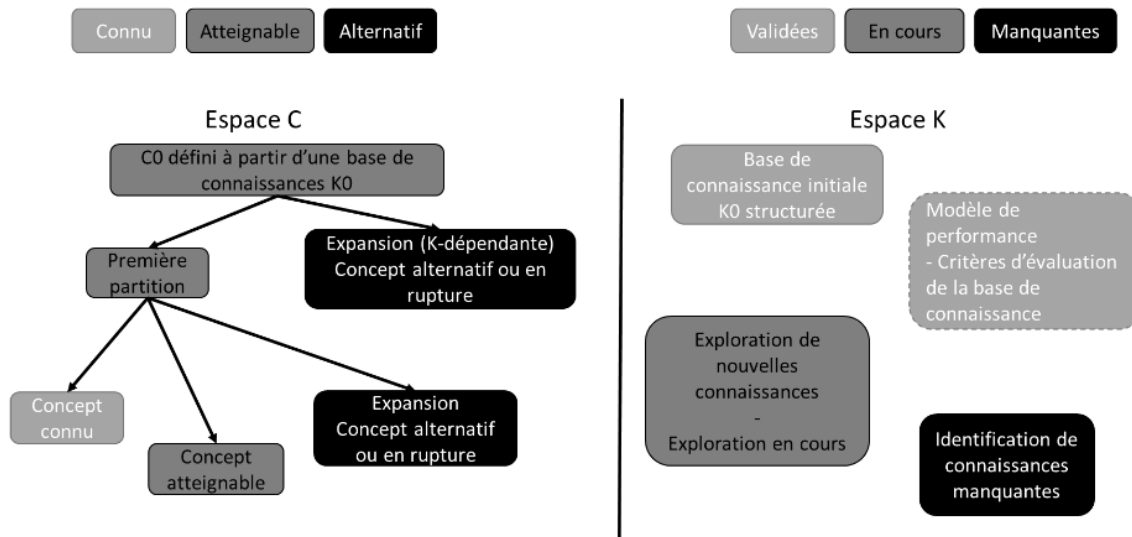 Connu
Atteignable
Alternatif
Validées
En cours
Manquantes
Espace C
C0 défini à partir d’une base de
connaissances K0
Première
partition
Expansion (K-dépendante)
Concept alternatif ou en
rupture
Concept
connu
Concept
atteignable
Expansion
Concept alternatif
ou en rupture
Espace K
Base de
connaissance initiale
K0 structurée
Modèle de
performance
- Critères d’évaluation
de la base de
connaissance
Exploration de
nouvelles
connaissances
-
Exploration en cours
Identification de
connaissances
manquantes